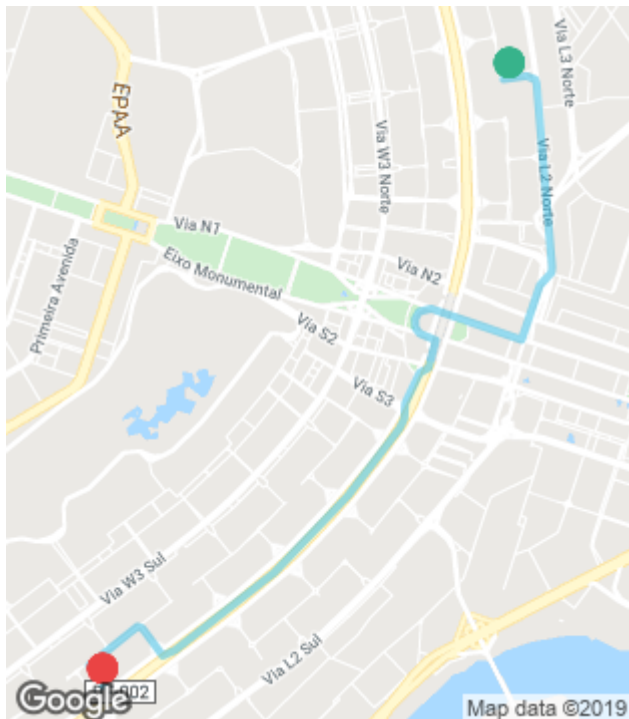 Via L3 Norte
EPAA
Via W3 Norte
Via L2 Norte
Via N1
Via N2
Eixo Monumental
Primeira Avenida
Via S2
Via S3
Via W3 Sul
Via L2 Sul
002
Google
Map data ©2019